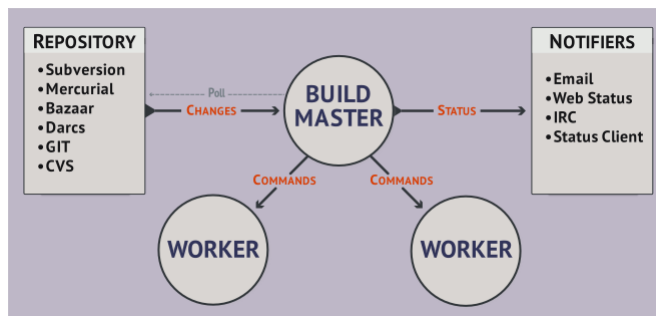 REPOSITORY
•Subversion
•Mercurial
•Bazaar
•Darcs
•GIT
•CVS
Poll
CHANGES
BUILD
MASTER
STATUS
NOTIFIERS
•Email
•Web Status
•IRC
•Status Client
COMMANDS
COMMANDS
WORKER
WORKER